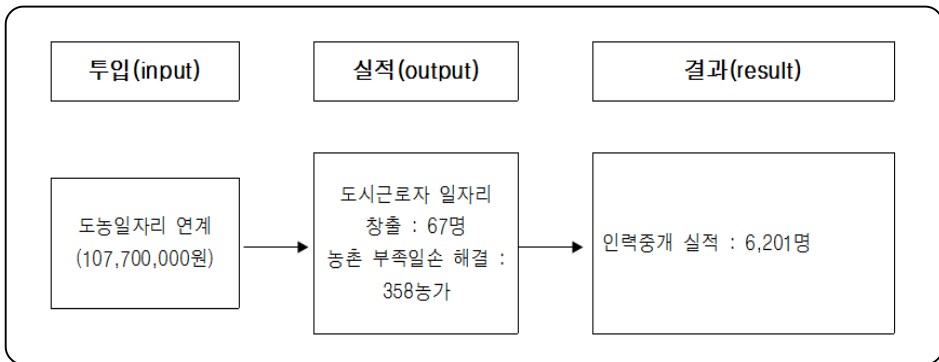 투입(input)
실적(output)
결과(result)
도농일자리 연계
(107,700,000원)
도시근로자 일자리
창출 : 67명
농촌 부족일손 해결 :
358농가
인력중개 실적 : 6,201명